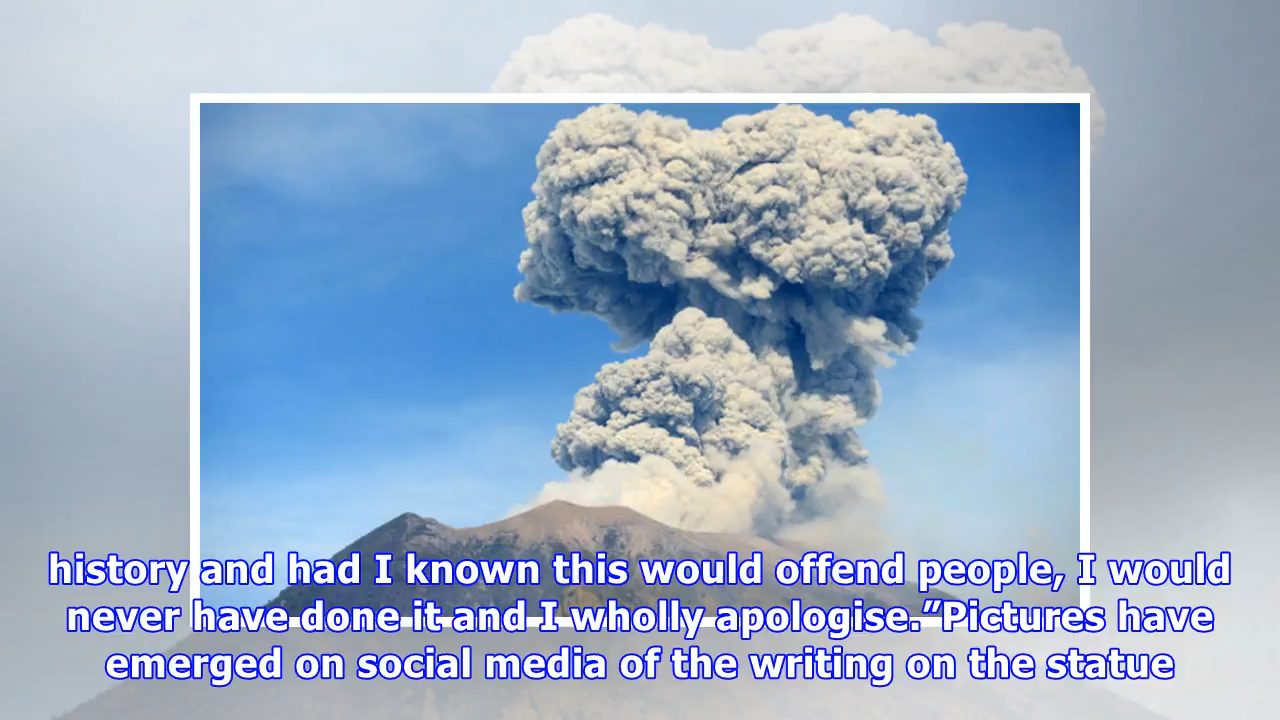 history and had I known this would offend people, I would
never have done it and I wholly apologise.”Pictures have
emerged on social media of the writing on the statue